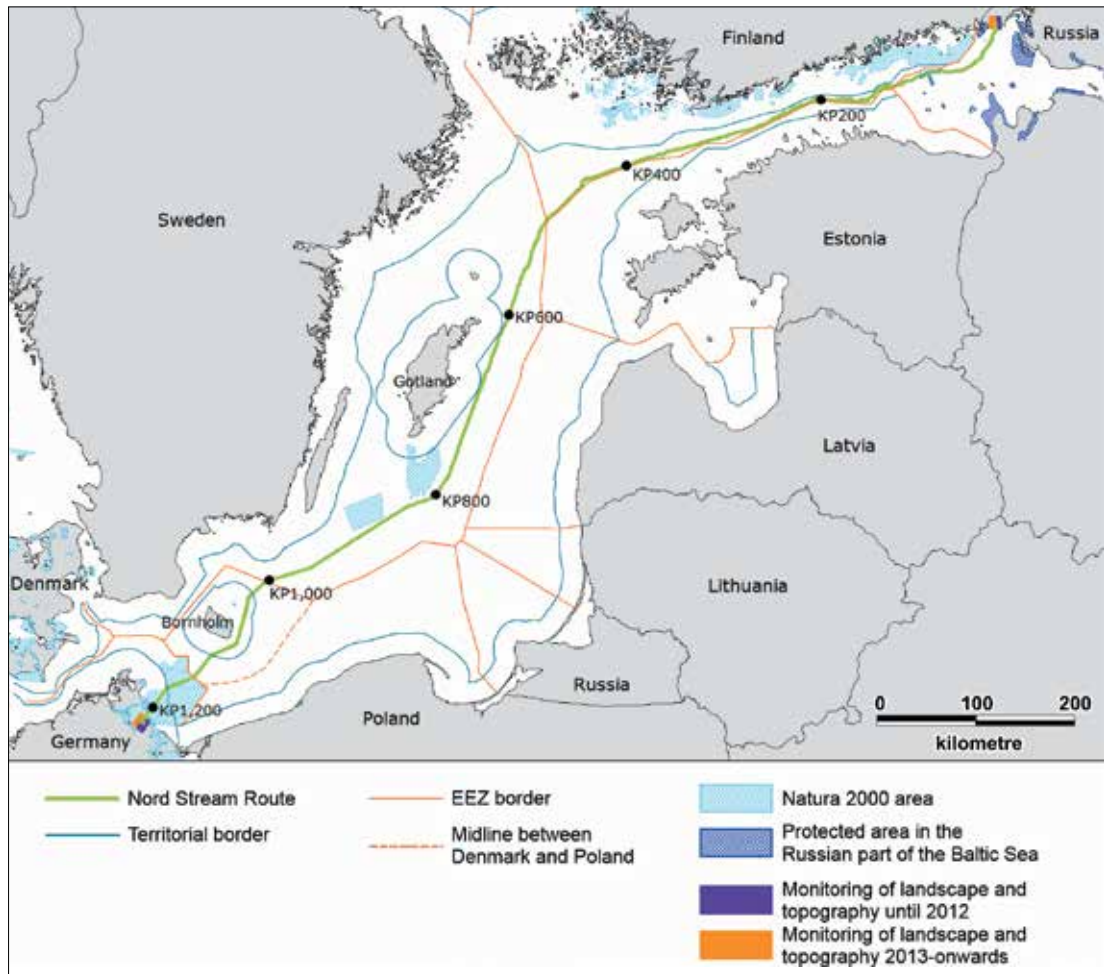 Finland
Russia
KP200
KP400
Sweden
Estonia
KP600
Gotland
Latvia
KP800
Denmark
KP1,000
Lithuania
Bornholm
Russia
KP1,200
Poland
Germany
0 100 200
kilometre
Nord Stream Route
Territorial border
EEZ border
Midline between
Denmark and Poland
Natura 2000 area
Protected area in the
Russian part of the Baltic Sea
Monitoring of landscape and
topography until 2012
Monitoring of landscape and
topography 2013-onwards